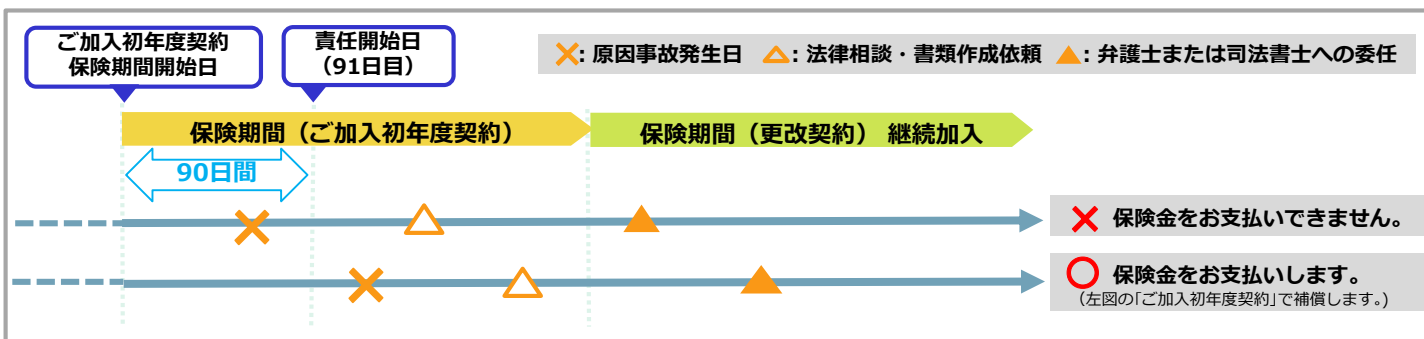 ご加入初年度契約
保険期間開始日
責任開始日
（91日目）
×: 原因事故発生日 △: 法律相談・書類作成依頼 ▲: 弁護士または司法書士への委任
保険期間（ご加入初年度契約）
保険期間（更改契約） 継続加入
90日間
× 保険金をお支払いできません。
○ 保険金をお支払いします。
（左図の｢ご加入初年度契約｣で補償します。)